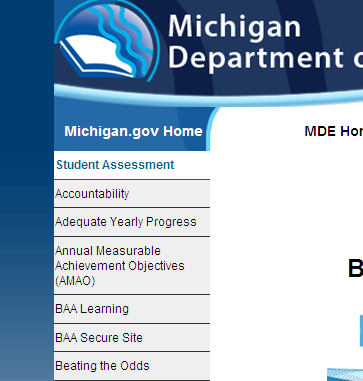 Michigan
Department
Michigan.gov Home
MDE
Student Assessment
Accountability
Adequate Yearly Progress
Annual Measurable
Achievement Objectives
(AMAO)
BAA Learning
BAA Secure Site
Beating the Odds